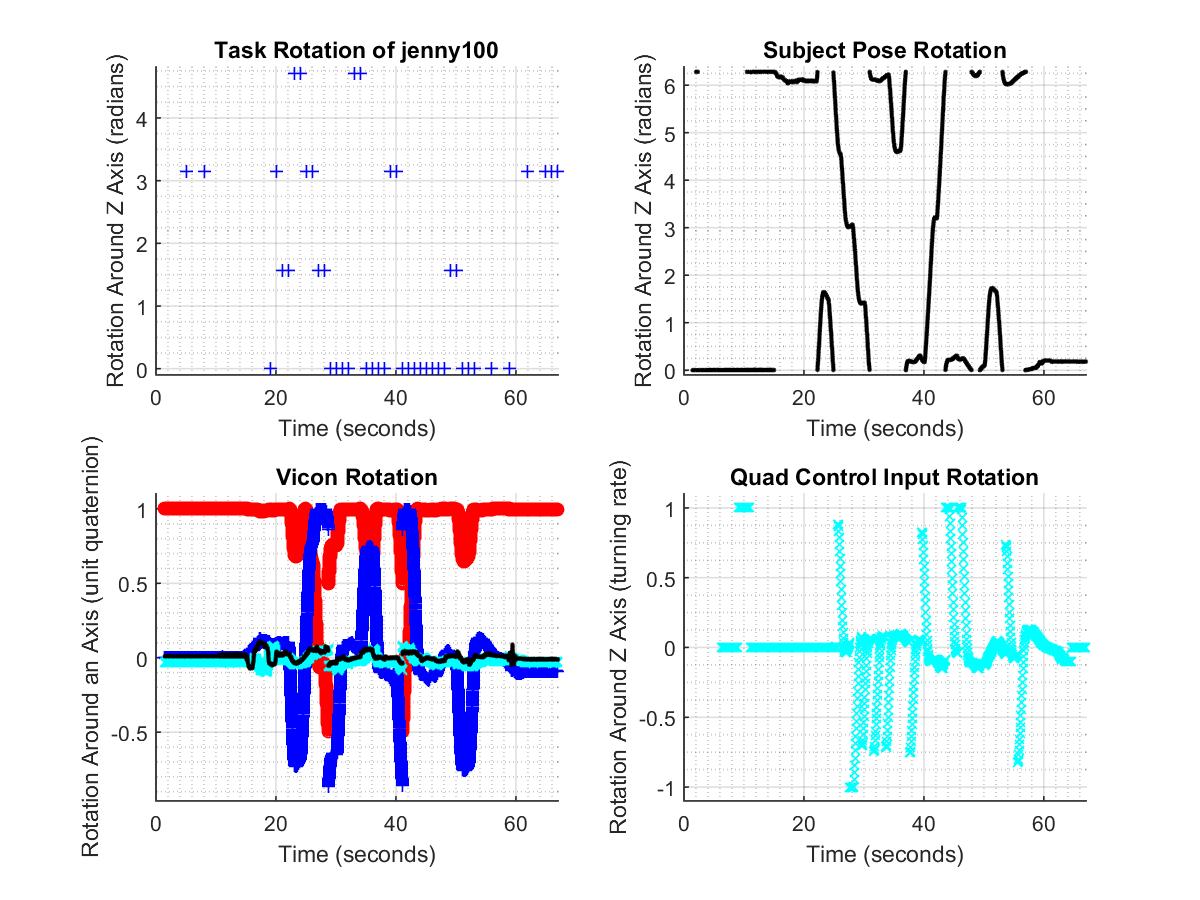 Task Rotation of jenny100
Rotation Around Z Axis (radians)
4
3
2
1
0
0 20 40 60
Time (seconds)
Subject Pose Rotation
Rotation Around Z Axis (radians)
6
5
4
3
2
1
0
0 20 40 60
Time (seconds)
Vicon Rotation
Rotation Around an Axis (unit quaternion)
1
0.5
0
-0.5
0 20 40 60
Time (seconds)
Quad Control Input Rotation
Rotation Around Z Axis (turning rate)
1
0.5
0
-0.5
-1
0 20 40 60
Time (seconds)